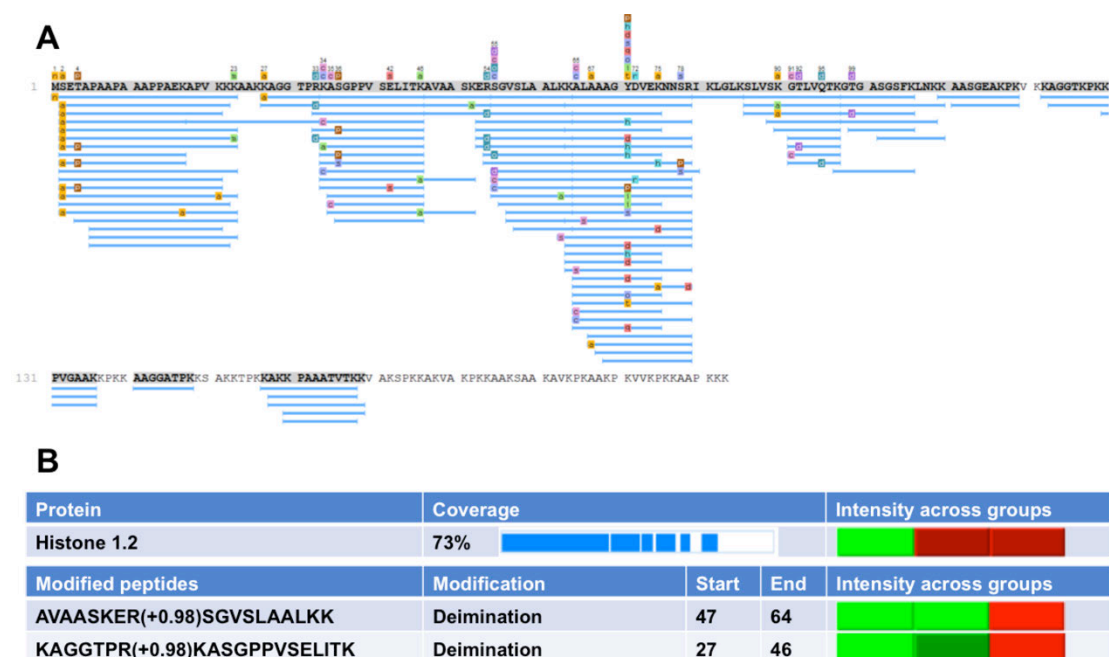 A
1 MSETAPAAPA AAPPAEKAPV KKKAAKKAGG TPRKASGPPV SELITKAVAA SKERSGVSLA ALKKALAAAG YDVEKNNSRI KLGLKSLVSK GTLVQTKGTG ASGSFKLNKK AASGEAKPKV KKAGGTKPKK
131 PVGAAKKPKK AAGGATPKKS AKKTPKKAKK PAAATVTKKV AKSPKKAKVA KPKKAAKSAA KAVKPKAAKP KVVKPKKAAP KKK
B
Protein Coverage Intensity across groups
Histone 1.2 73%
Modified peptides Modification Start End Intensity across groups
AVAASKER(+0.98)SGVSLAALKK Deimination 47 64
KAGGTPR(+0.98)KASGPPVSELITK Deimination 27 46